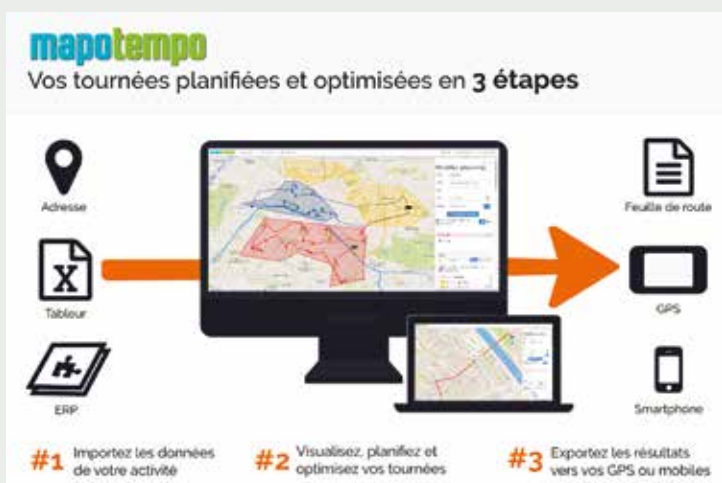 mapotempo
Vos tournées planifiées et optimisées en 3 étapes
Adresse
Tableur
ERP
Feuille de route
GPS
Smartphone
#1 Importez les données
de votre activité
#2 Visualisez, planifiez et
optimisez vos tournées
#3 Exportez les résultats
vers vos GPS ou mobiles